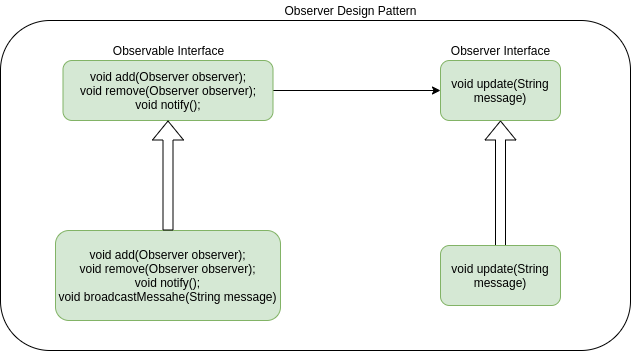 Observer Design Pattern
Observable Interface
void add(Observer observer);
void remove(Observer observer);
void notify();
Observer Interface
void update(String
message)
void add(Observer observer);
void remove(Observer observer);
void notify();
void broadcastMessahe(String message)
void update(String
message)